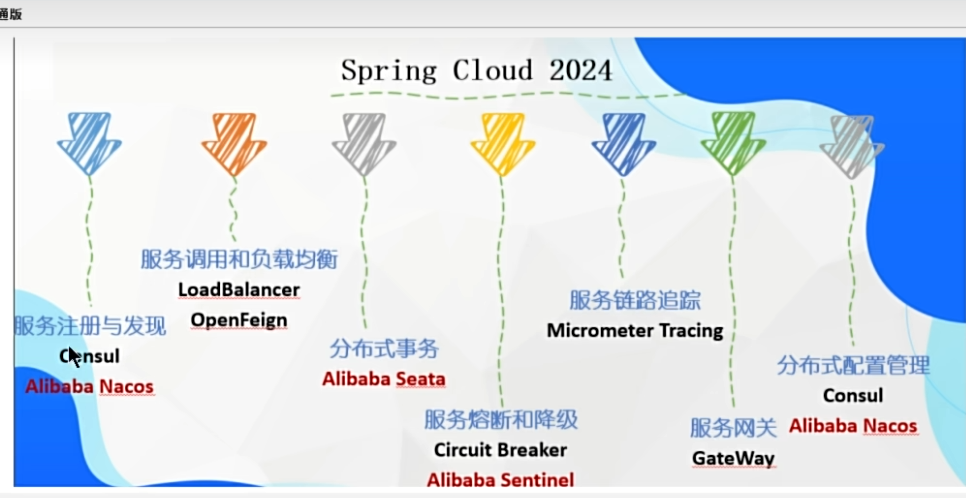 通版
Spring Cloud 2024
服务注册与发现
Consul
Alibaba Nacos
服务调用和负载均衡
LoadBalancer
OpenFeign
分布式事务
Alibaba Seata
服务熔断和降级
Circuit Breaker
Alibaba Sentinel
服务链路追踪
Micrometer Tracing
服务网关
GateWay
分布式配置管理
Consul
Alibaba Nacos